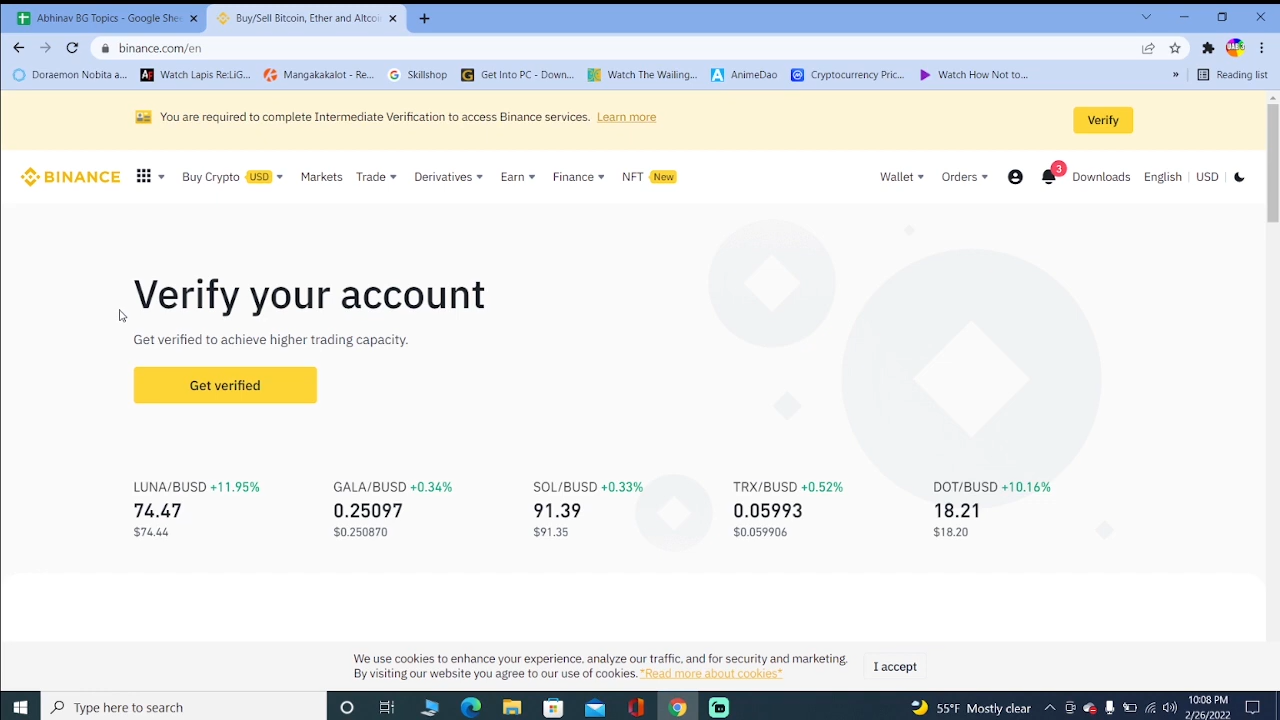 Abhinav BG Topics - Google She
Buy/Sell Bitcoin, Ether and Altcoi
binance.com/en
Doraemon Nobita a...
Watch Lapis Re:LiG...
Mangakakalot - Re...
Skillshop
Get Into PC - Down...
Watch The Wailing...
AnimeDao
Cryptocurrency Pric...
Watch How Not to...
»
Reading list
You are required to complete Intermediate Verification to access Binance services. Learn more
Verify
BINANCE
Buy Crypto USD
Markets
Trade
Derivatives
Earn
Finance
NFT New
Wallet
Orders
3
Downloads
English
USD
Verify your account
Get verified to achieve higher trading capacity.
Get verified
LUNA/BUSD +11.95%
74.47
$74.44
GALA/BUSD +0.34%
0.25097
$0.250870
SOL/BUSD +0.33%
91.39
$91.35
TRX/BUSD +0.52%
0.05993
$0.059906
DOT/BUSD +10.16%
18.21
$18.20
We use cookies to enhance your experience, analyze our traffic, and for security and marketing.
By visiting our website you agree to our use of cookies. *Read more about cookies*
I accept
Type here to search
55°F Mostly clear
10:08 PM
2/26/2022